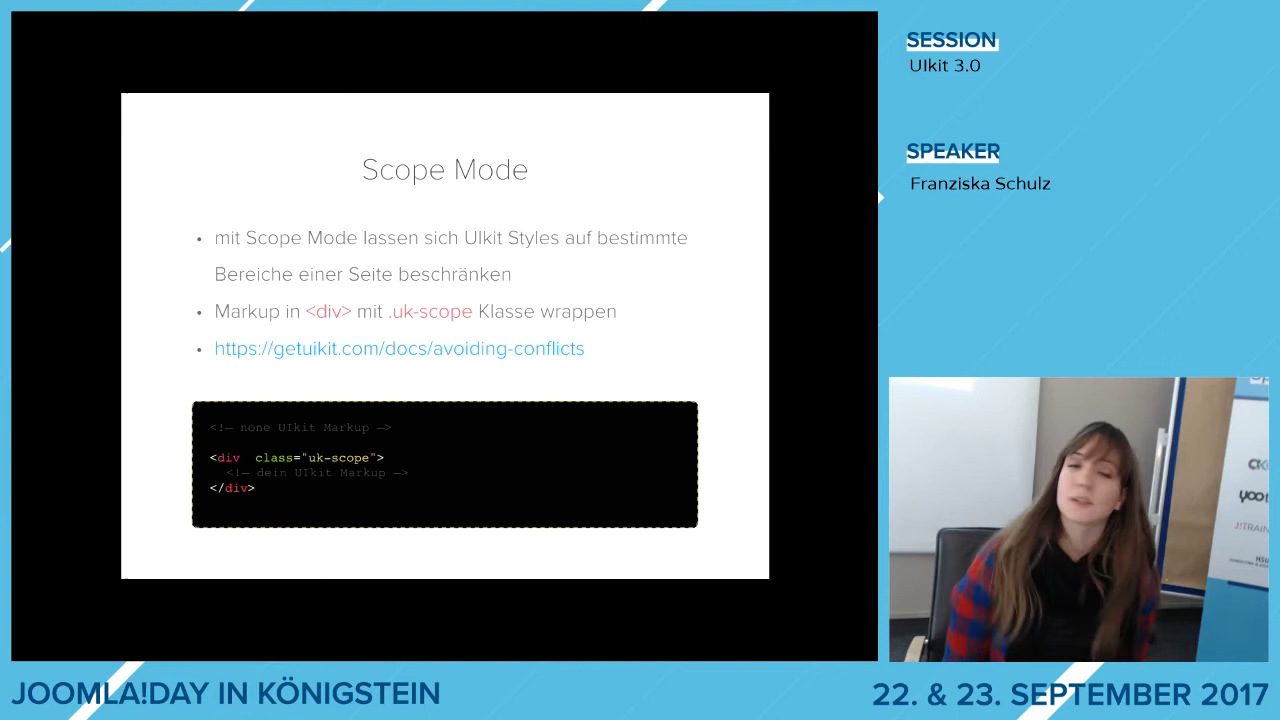 SESSION
UIkit 3.0
SPEAKER
Franziska Schulz
Scope Mode
• mit Scope Mode lassen sich UIkit Styles auf bestimmte
Bereiche einer Seite beschränken
• Markup in <div> mit .uk-scope Klasse wrappen
• https://getuikit.com/docs/avoiding-conflicts
<!— none UIkit Markup —>
<div class="uk-scope">
<!— dein UIkit Markup —>
</div>
JOOMLA!DAY IN KÖNIGSTEIN
22. & 23. SEPTEMBER 2017